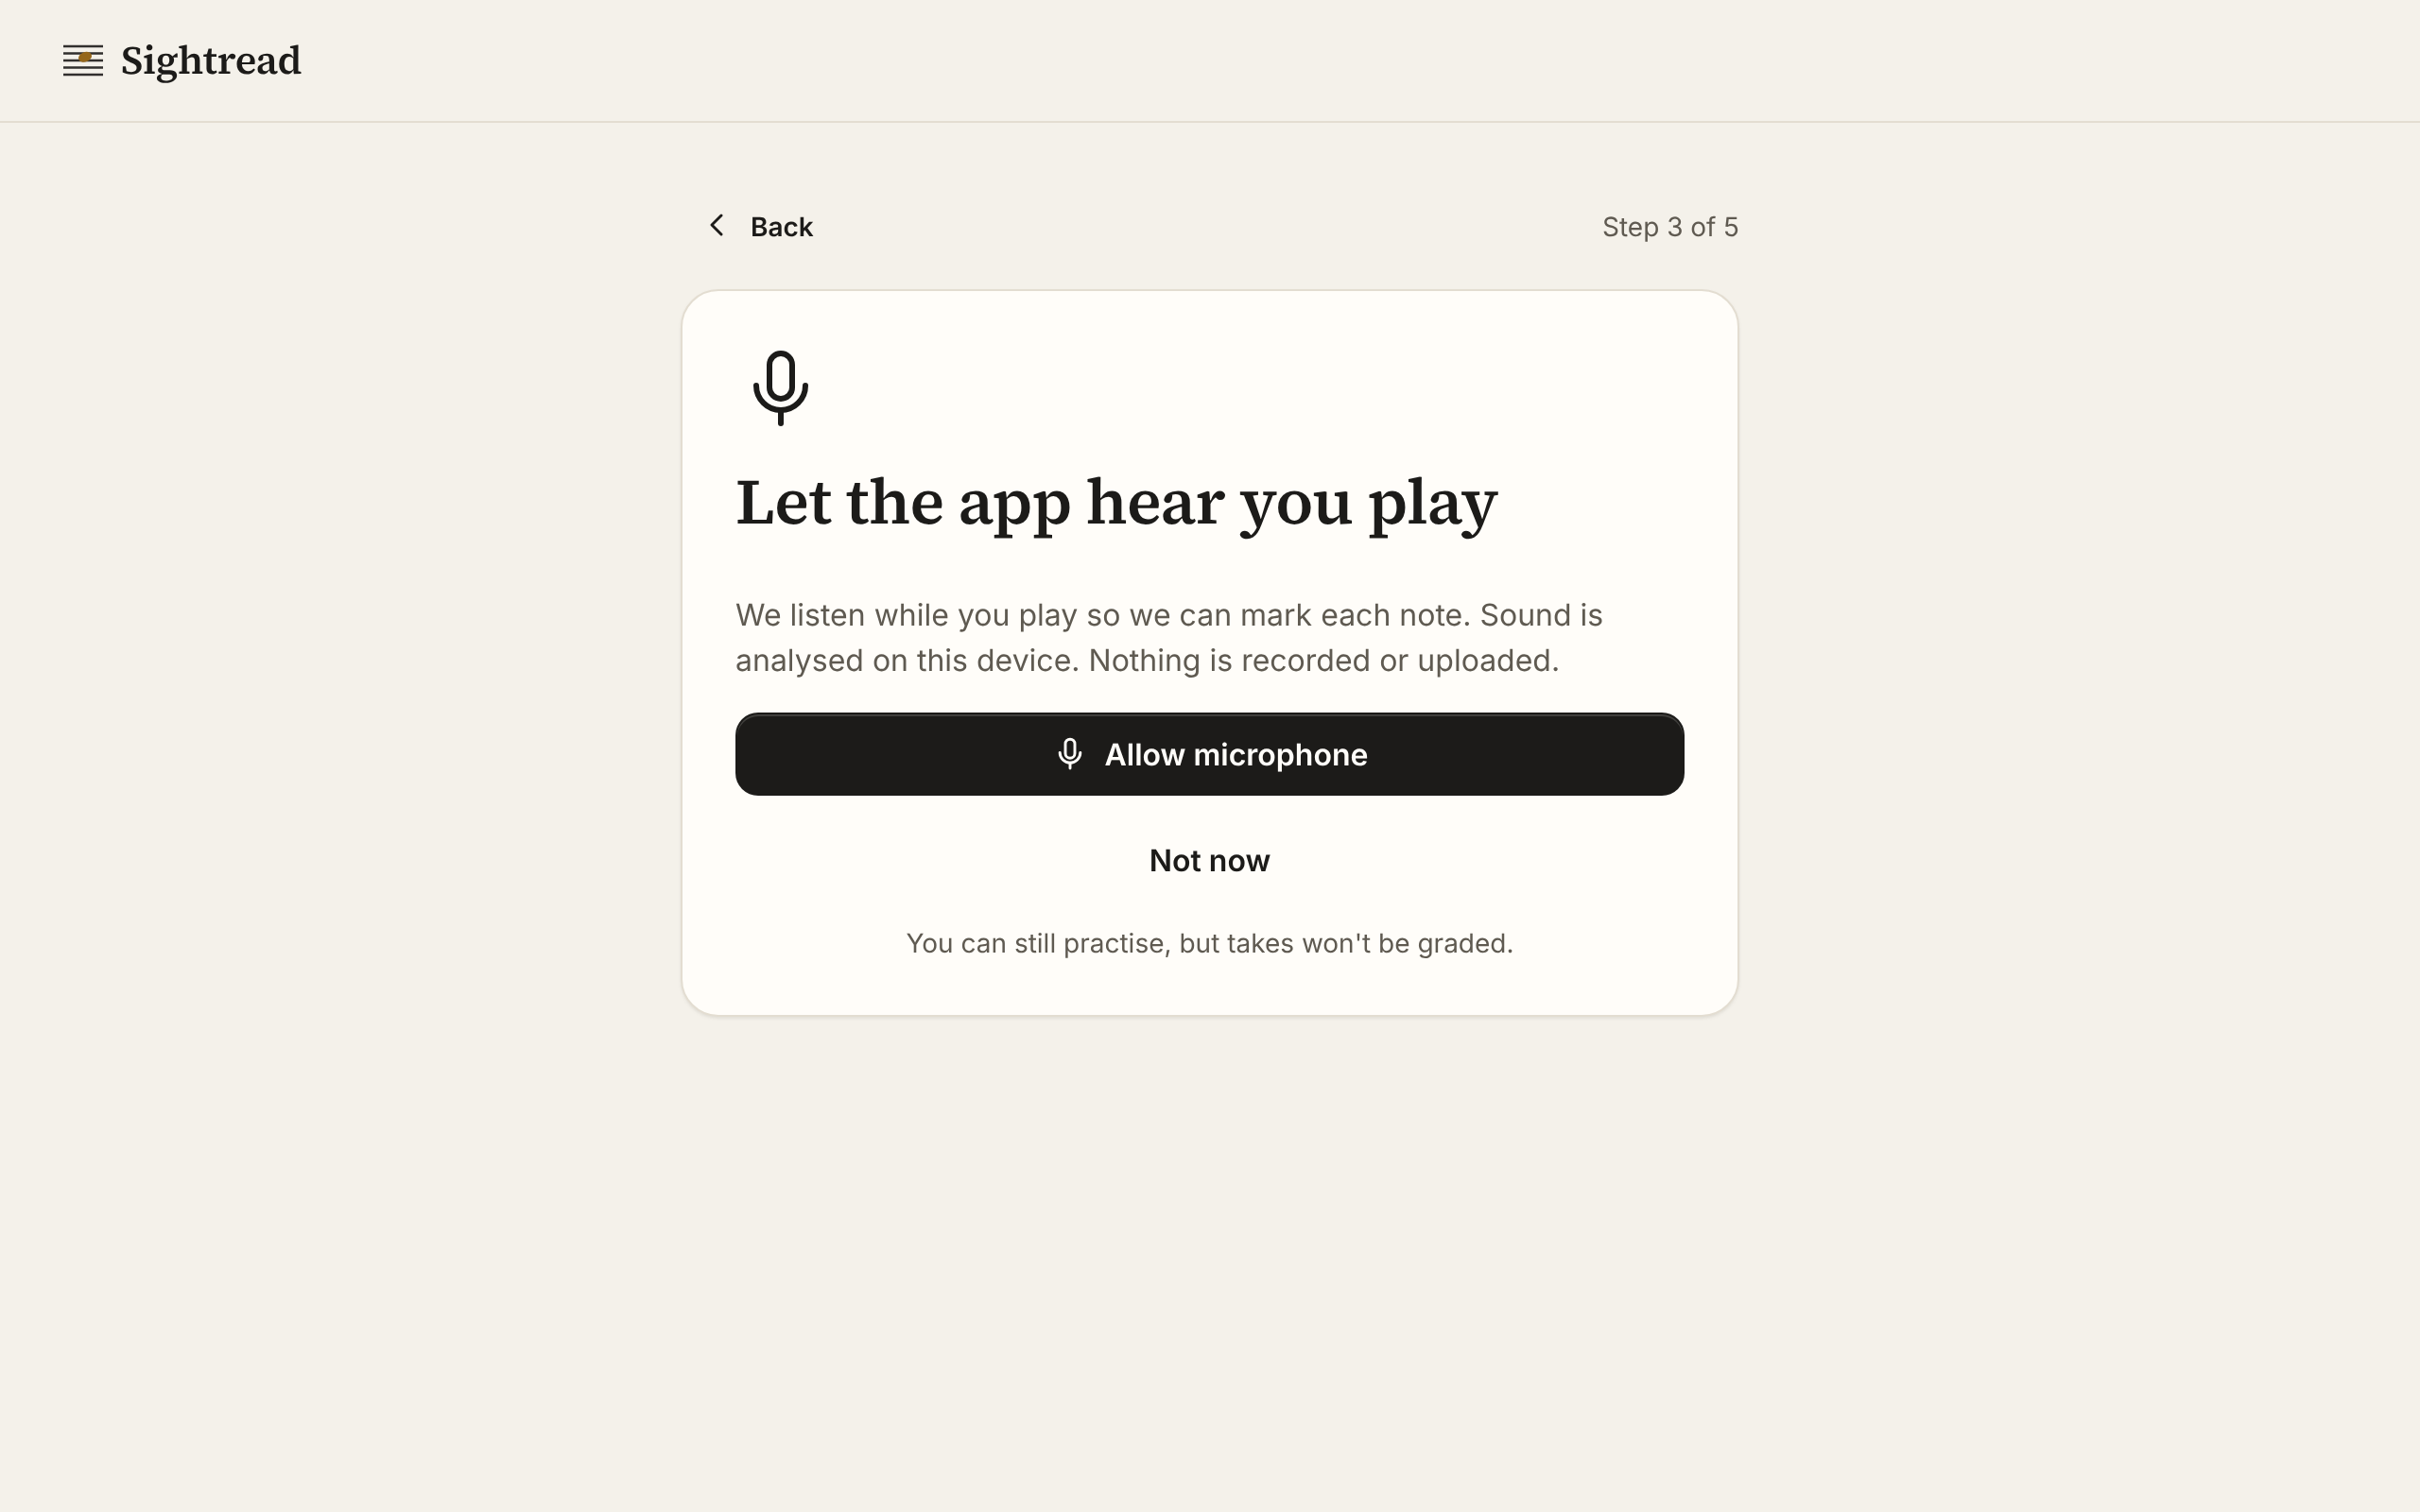 Sightread
Back
Step 3 of 5
Let the app hear you play
We listen while you play so we can mark each note. Sound is
analysed on this device. Nothing is recorded or uploaded.
Allow microphone
Not now
You can still practise, but takes won't be graded.